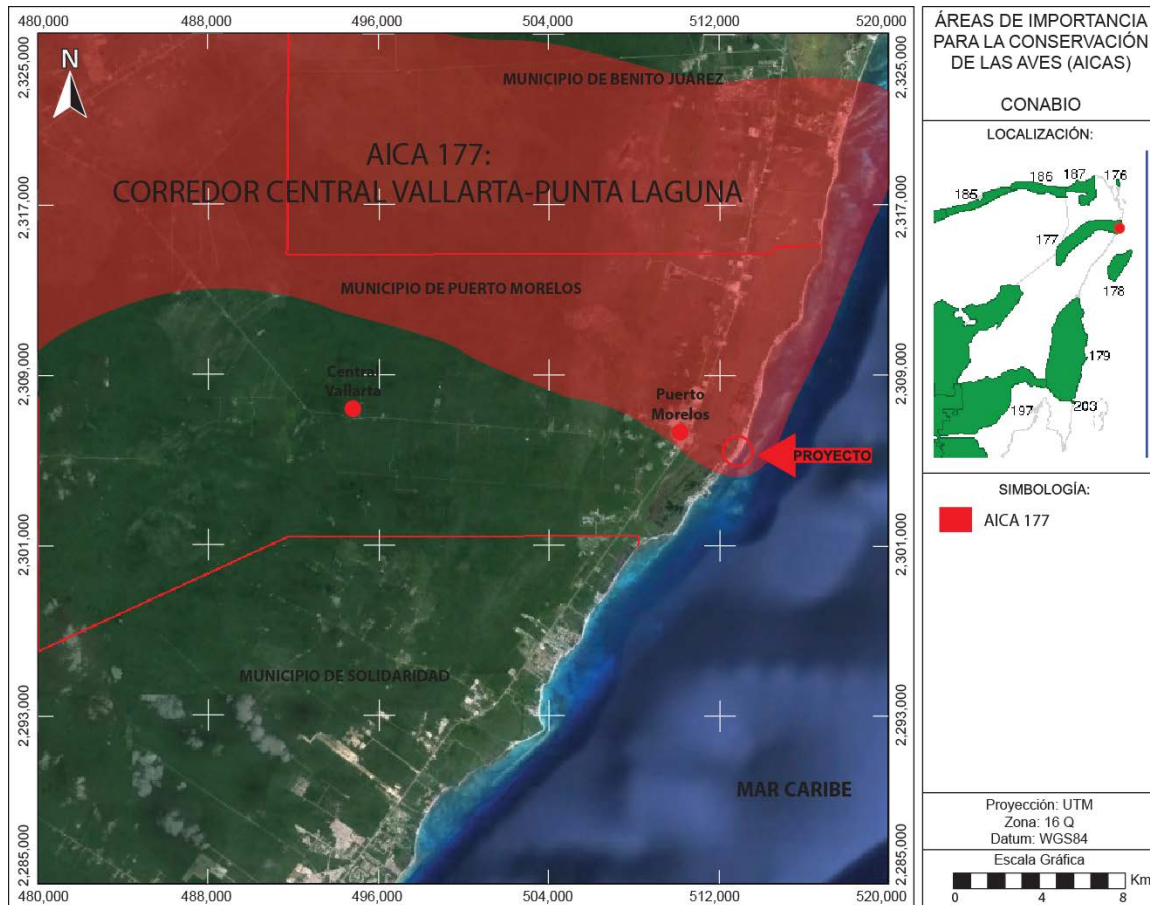 480,000
488,000
496,000
504,000
512,000
520,000
2,325,000
2,317,000
2,309,000
2,301,000
2,293,000
2,285,000
N
MUNICIPIO DE BENITO JUÁREZ
AICA 177:
CORREDOR CENTRAL VALLARTA-PUNTA LAGUNA
MUNICIPIO DE PUERTO MORELOS
Central
Vallarta
Puerto
Morelos
PROYECTO
MUNICIPIO DE SOLIDARIDAD
MAR CARIBE
2,325,000
2,317,000
2,309,000
2,301,000
2,293,000
2,285,000
480,000
488,000
496,000
504,000
512,000
520,000
ÁREAS DE IMPORTANCIA
PARA LA CONSERVACIÓN
DE LAS AVES (AICAS)
CONABIO
LOCALIZACIÓN:
185
186
187
176
177
178
179
197
203
SIMBOLOGÍA:
AICA 177
Proyección: UTM
Zona: 16 Q
Datum: WGS84
Escala Gráfica
Km
0 4 8